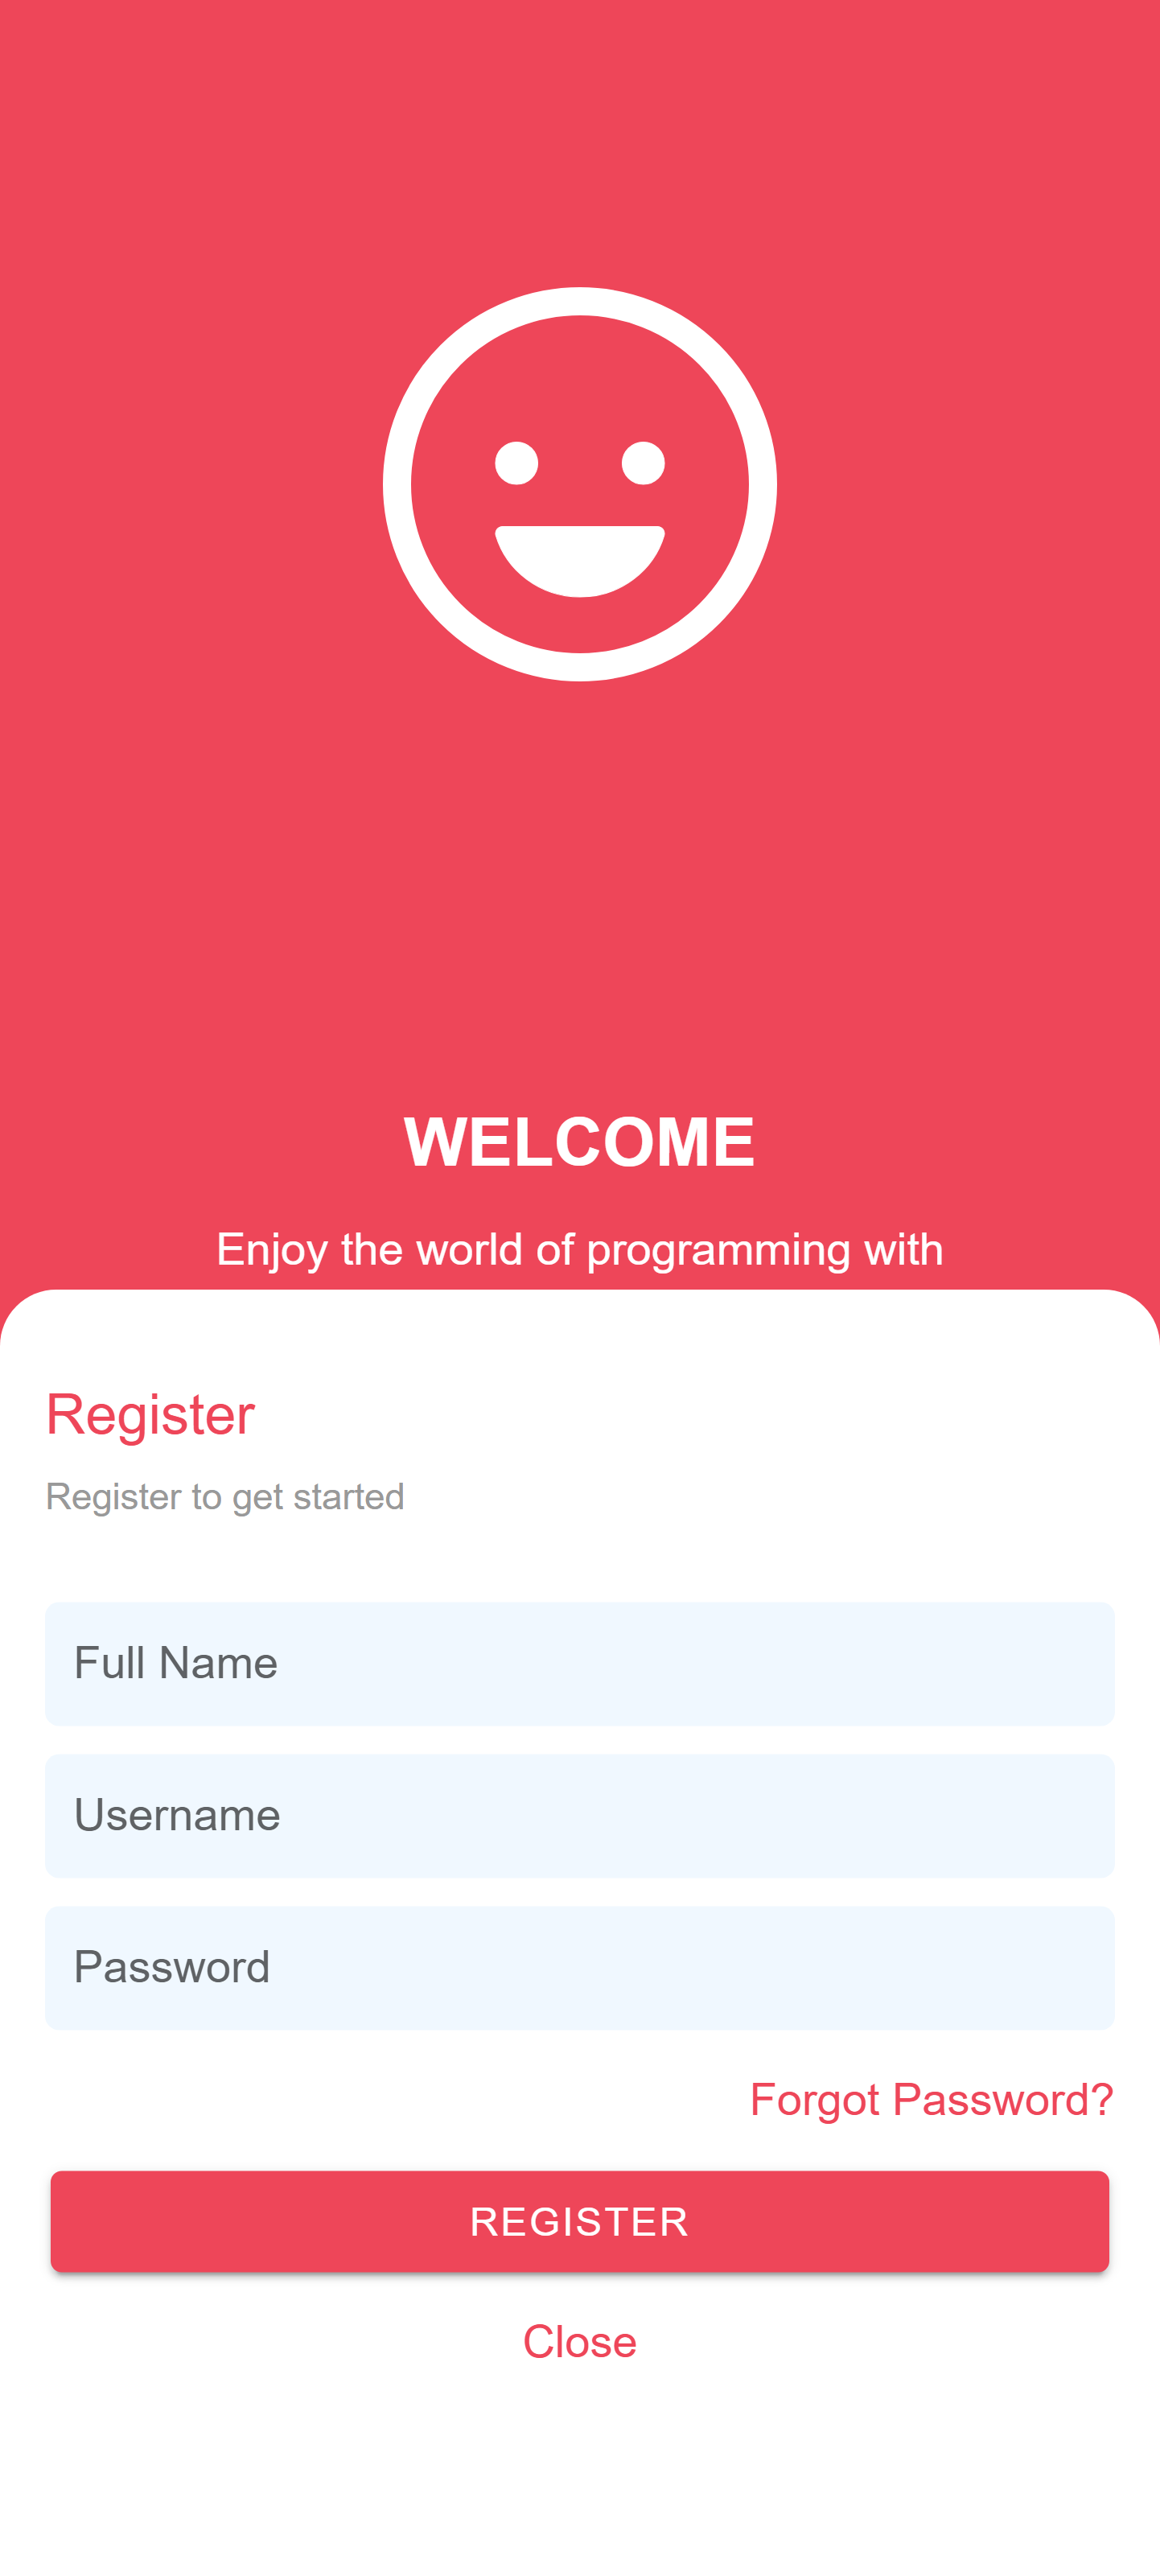 WELCOME
Enjoy the world of programming with
Register
Register to get started
Full Name
Username
Password
Forgot Password?
REGISTER
Close